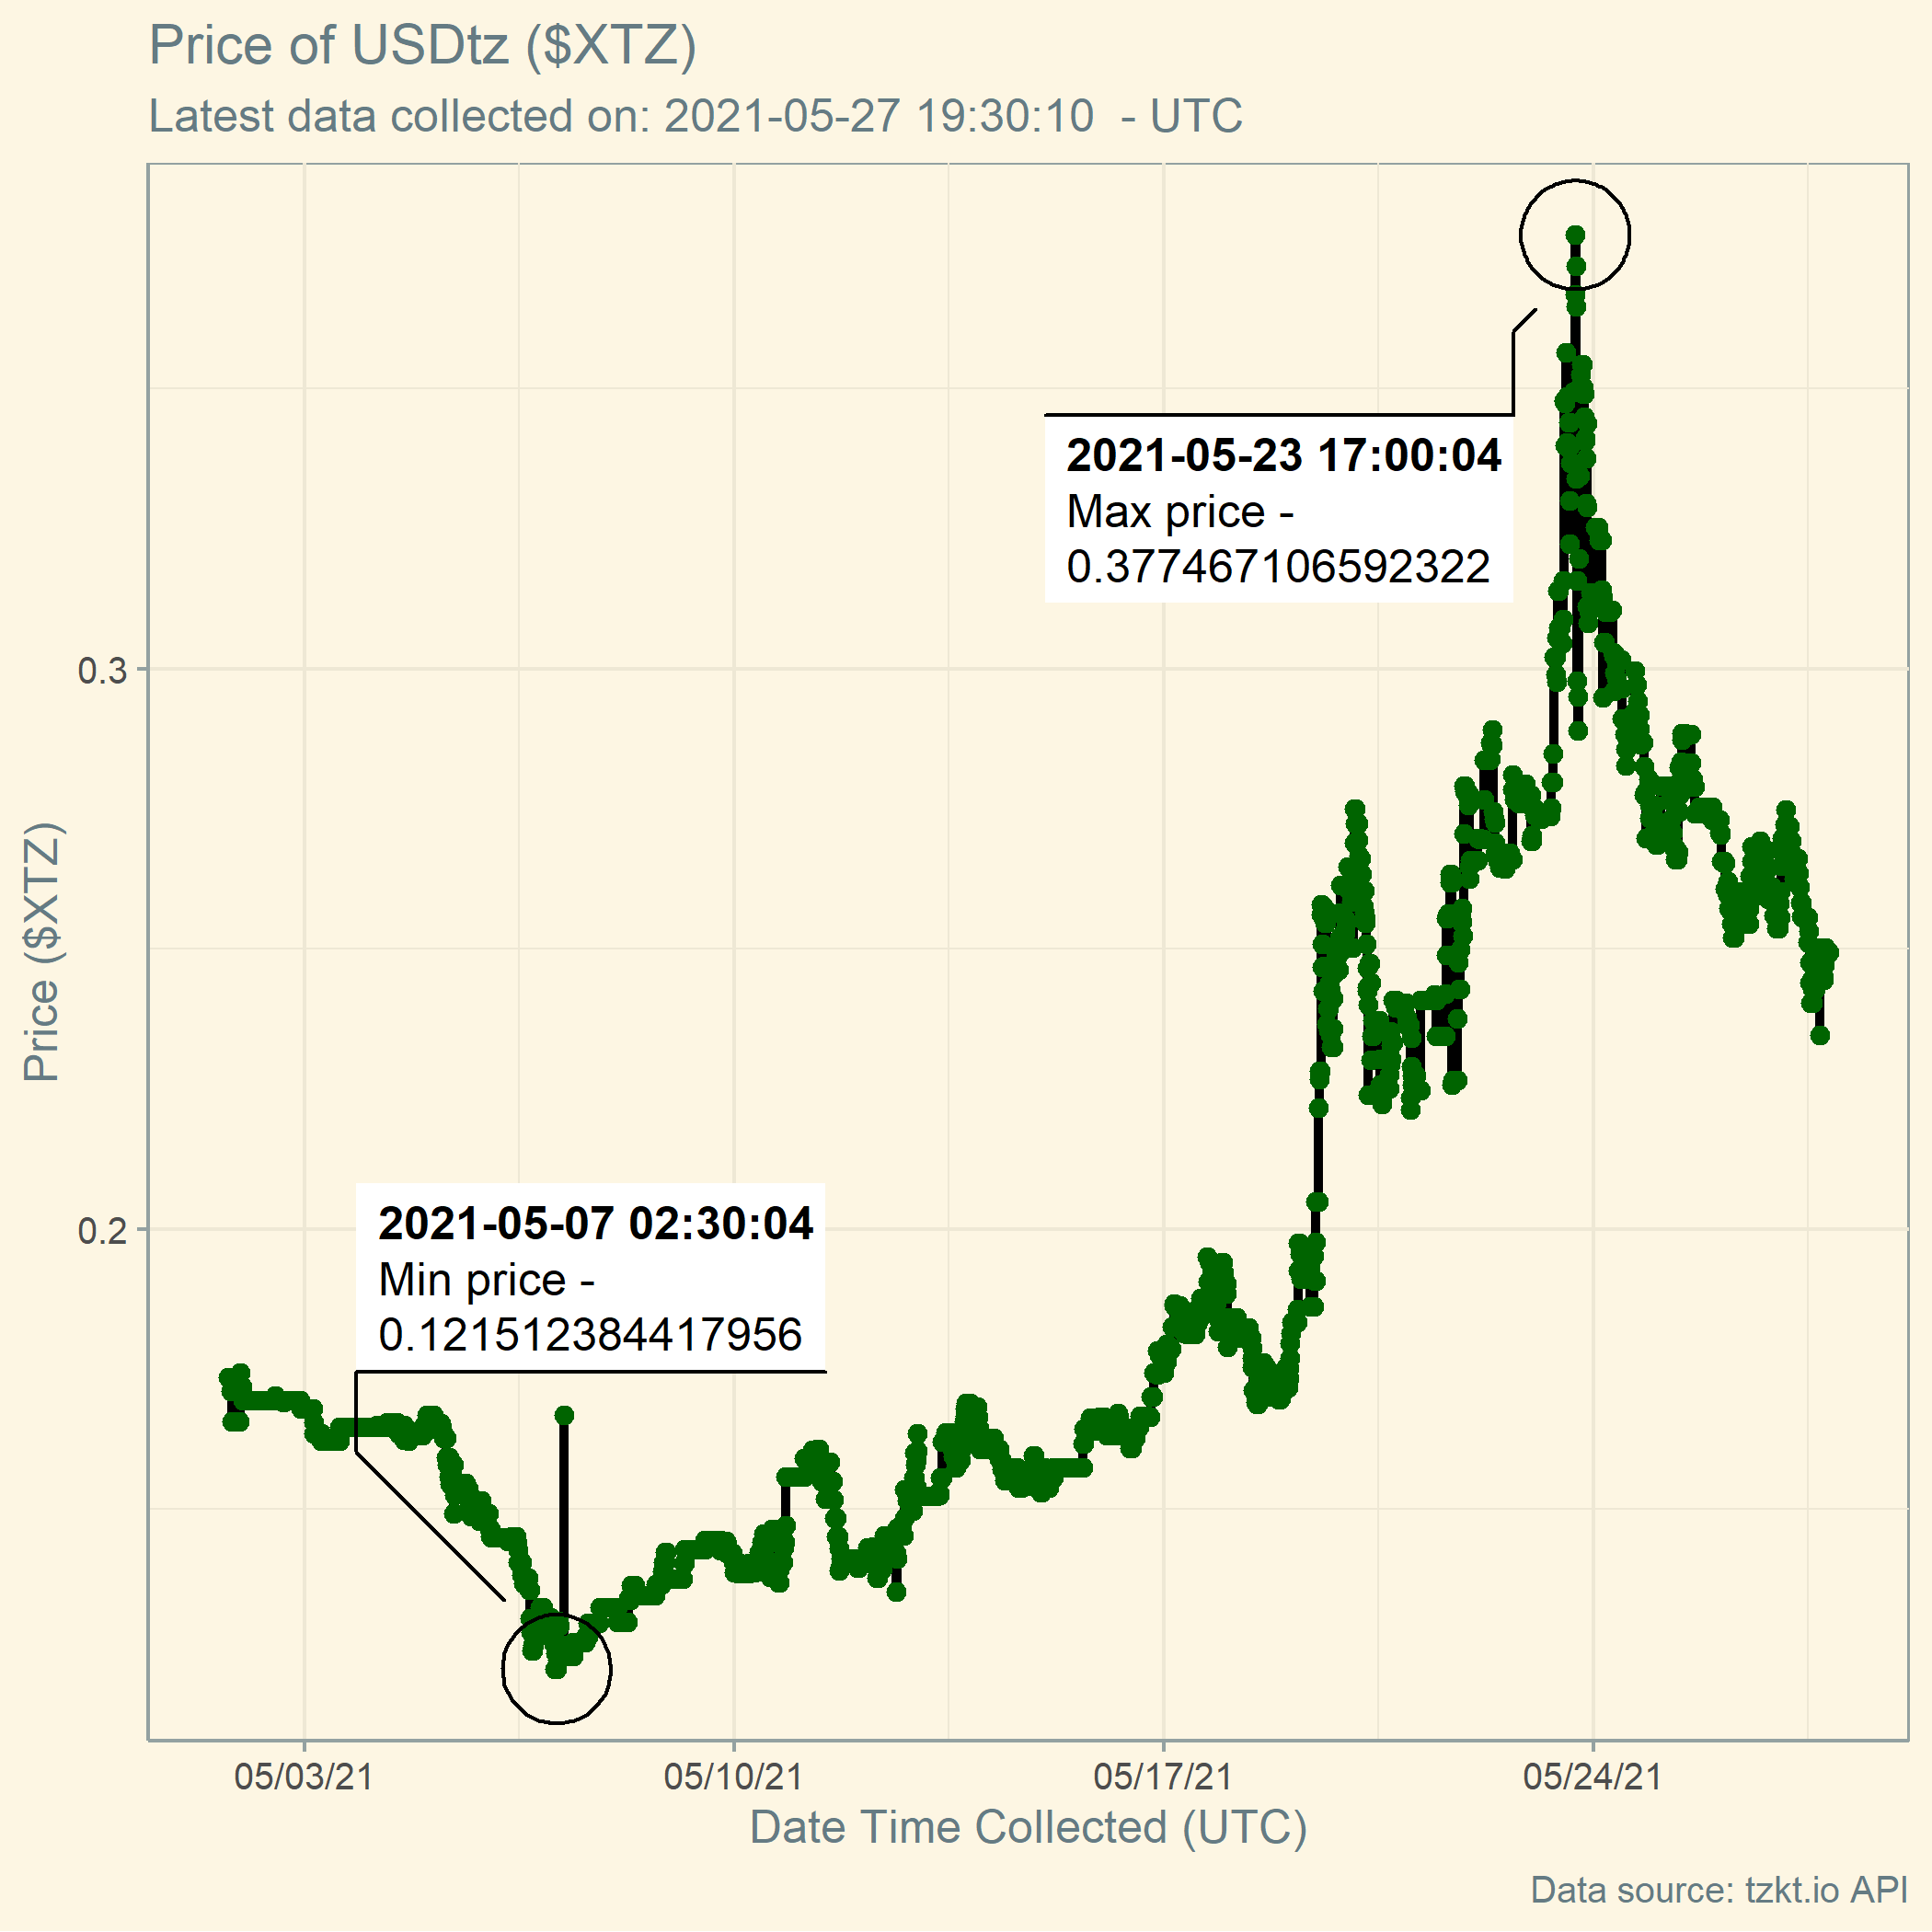 Price of USDtz ($XTZ)
Latest data collected on: 2021-05-27 19:30:10  - UTC
2021-05-23 17:00:04
Max price -
0.377467106592322
0.3
Price ($XTZ)
0.2
2021-05-07 02:30:04
Min price -
0.121512384417956
05/03/21
05/10/21
05/17/21
05/24/21
Date Time Collected (UTC)
Data source: tzkt.io API